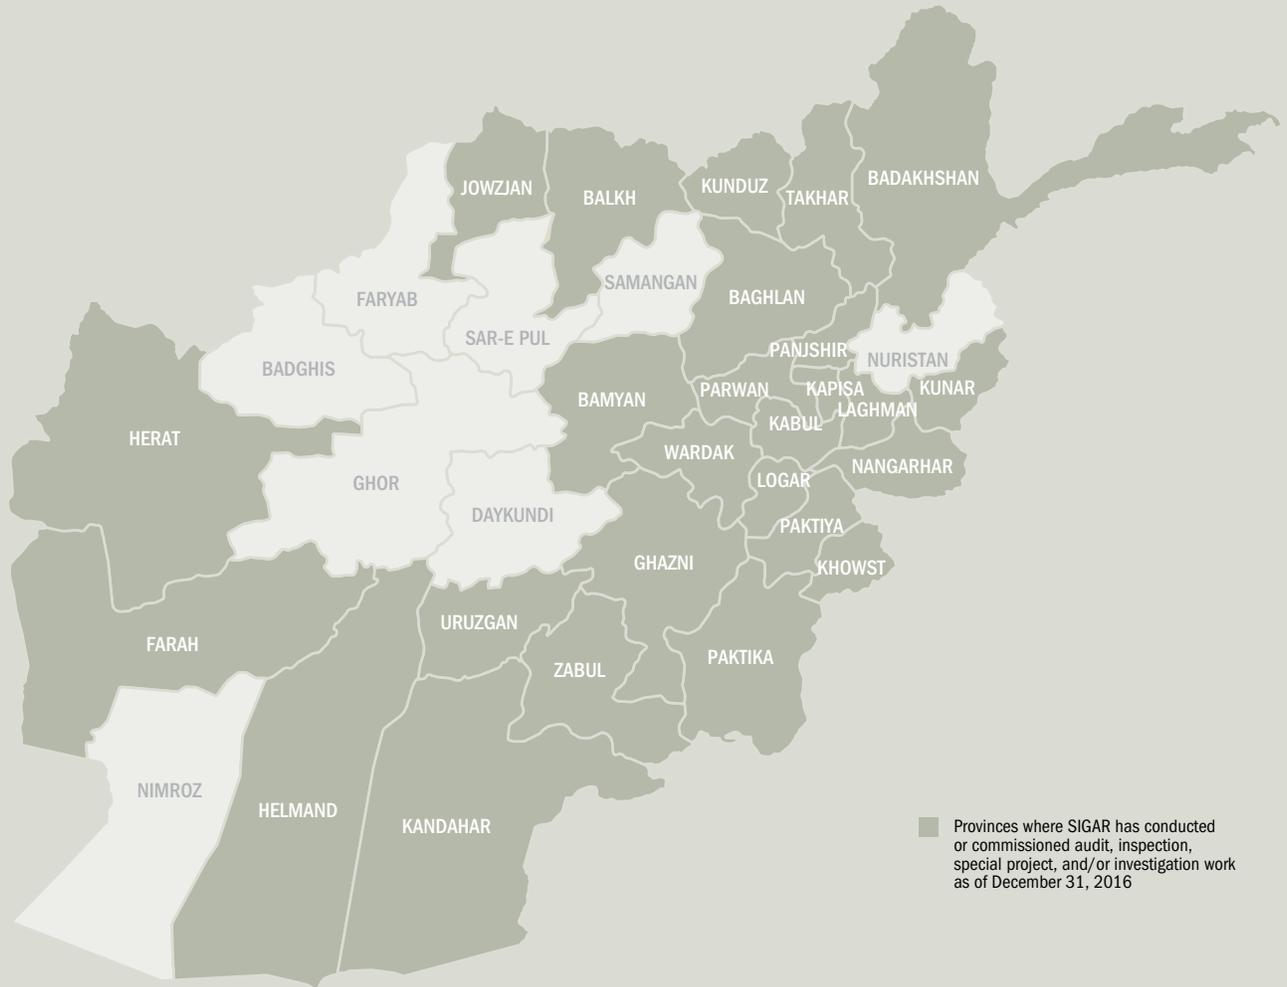 BADAKHSHAN
JOWZJAN
BALKH
KUNDUZ
TAKHAR
SAMANGAN
FARYAB
BAGHLAN
SAR-E PUL
BADGHIS
PANJSHIR
NURISTAN
PARWAN
KAPISA
KUNAR
BAMYAN
LAGHMAN
KABUL
HERAT
WARDAK
NANGARHAR
GHOR
LOGAR
DAYKUNDI
PAKTIYA
GHAZNI
KHOWST
URUZGAN
FARAH
ZABUL
PAKTIKA
NIMROZ
HELMAND
KANDAHAR
Provinces where SIGAR has conducted
or commissioned audit, inspection,
special project, and/or investigation work
as of December 31, 2016